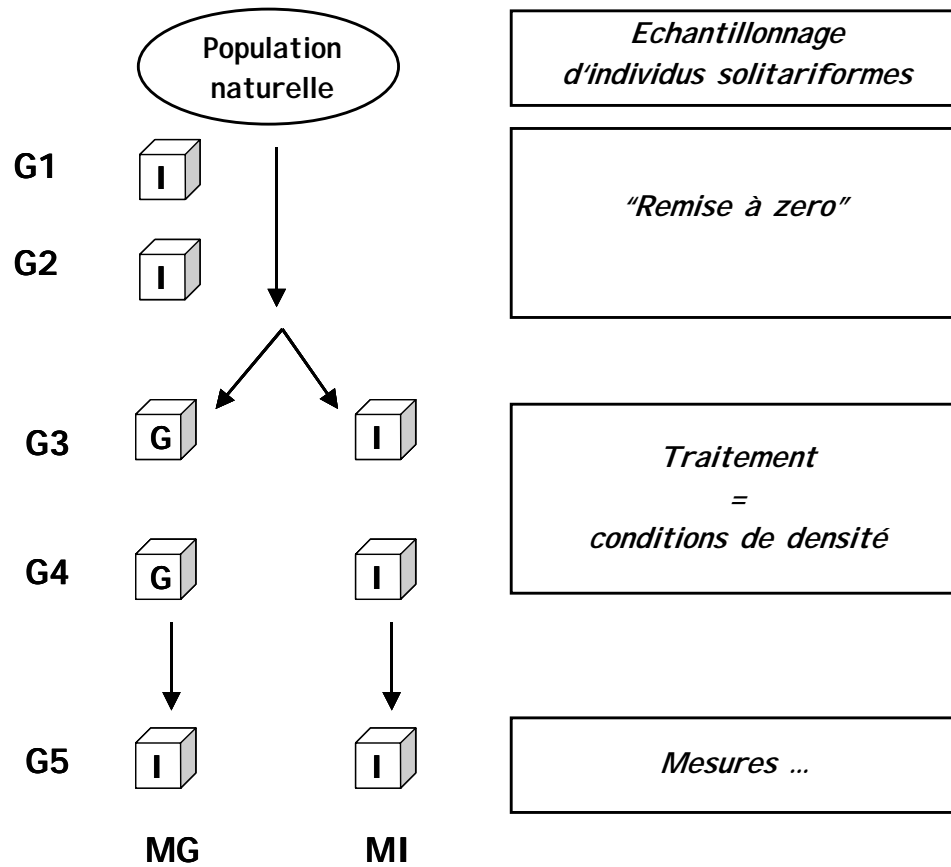 Population
naturelle
Echantillonnage
d'individus solitariformes
G1
I
"Remise à zero"
G2
I
G3
G
I
Traitement
=
conditions de densité
G4
G
I
G5
I
I
Mesures ...
MG
MI